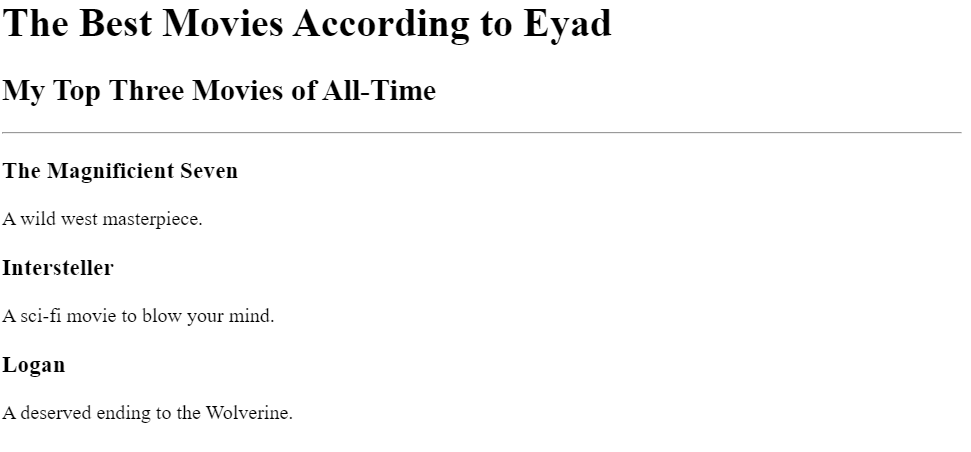 The Best Movies According to Eyad
My Top Three Movies of All-Time
The Magnificient Seven
A wild west masterpiece.
Intersteller
A sci-fi movie to blow your mind.
Logan
A deserved ending to the Wolverine.